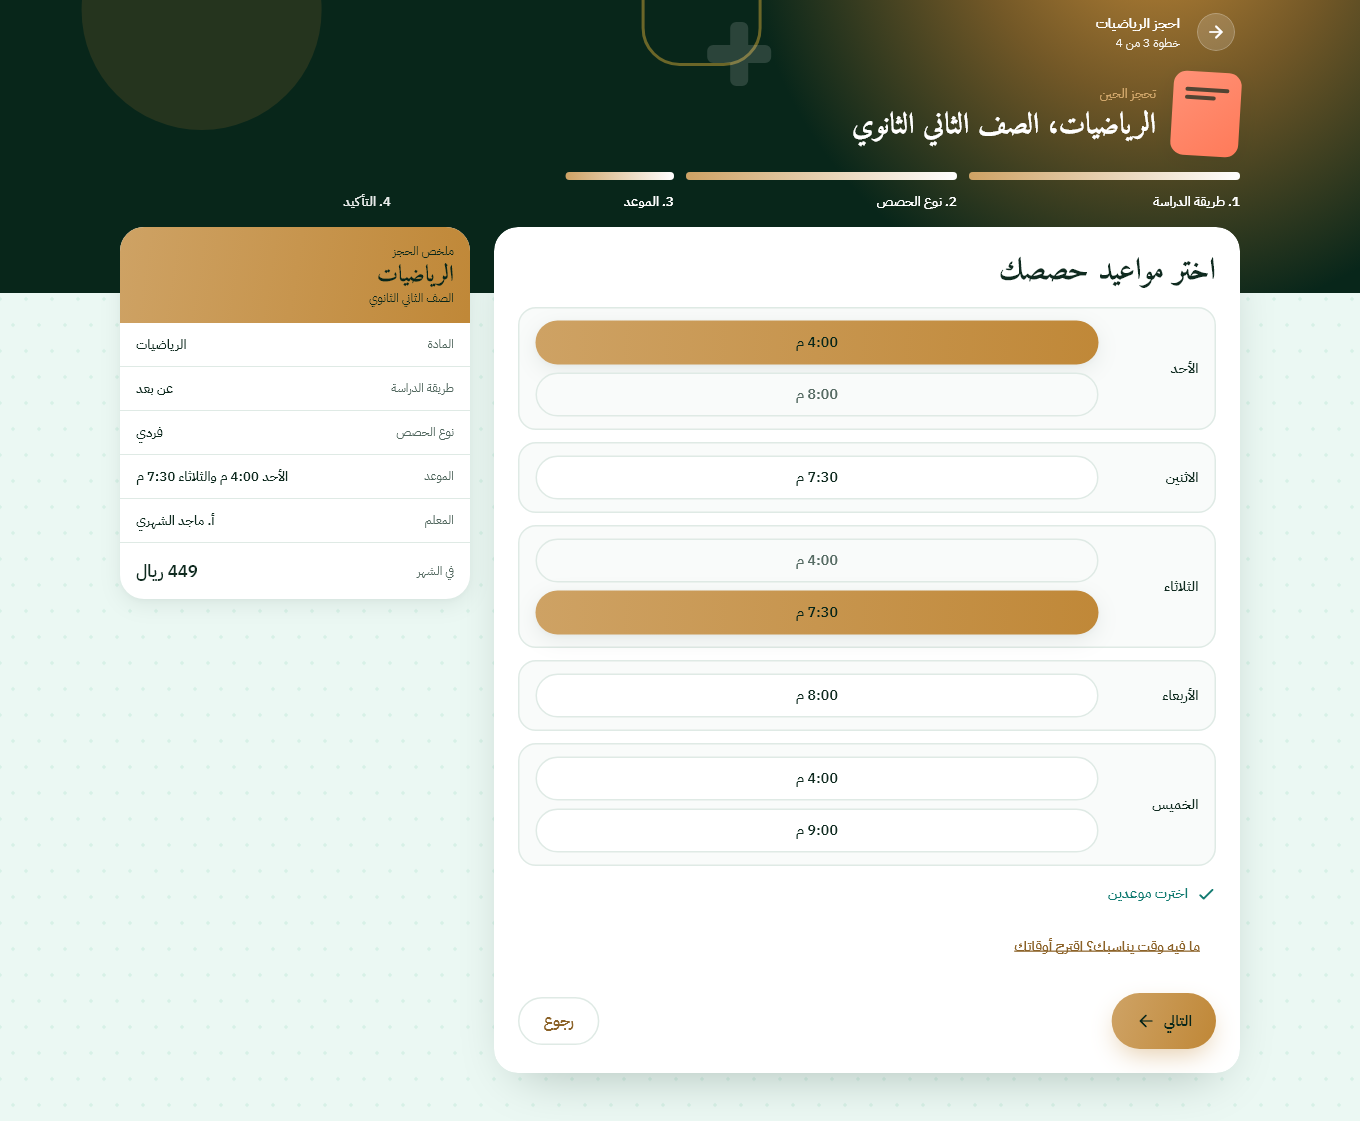 احجز الرياضيات
خطوة 3 من 4
تحجز الحين
الرياضيات، الصف الثاني الثانوي
1. طريقة الدراسة
2. نوع الحصص
3. الموعد
4. التأكيد
اختر مواعيد حصصك
الأحد
4:00 م
8:00 م
الاثنين
7:30 م
الثلاثاء
4:00 م
7:30 م
الأربعاء
8:00 م
الخميس
4:00 م
9:00 م
اخترت موعدين
ما فيه وقت يناسبك؟ اقترح أوقاتك
التالي
رجوع
ملخص الحجز
الرياضيات
الصف الثاني الثانوي
المادة الرياضيات
طريقة الدراسة عن بعد
نوع الحصص فردي
الموعد الأحد 4:00 م والثلاثاء 7:30 م
المعلم أ. ماجد الشهري
في الشهر 449 ريال